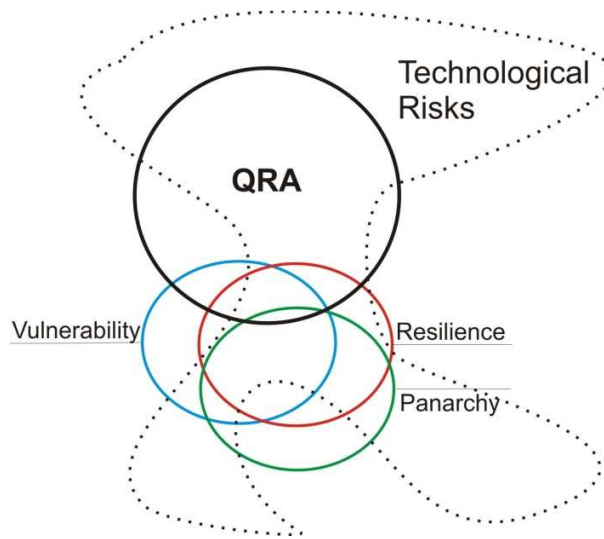 Technological
Risks
QRA
Vulnerability
Resilience
Panarchy